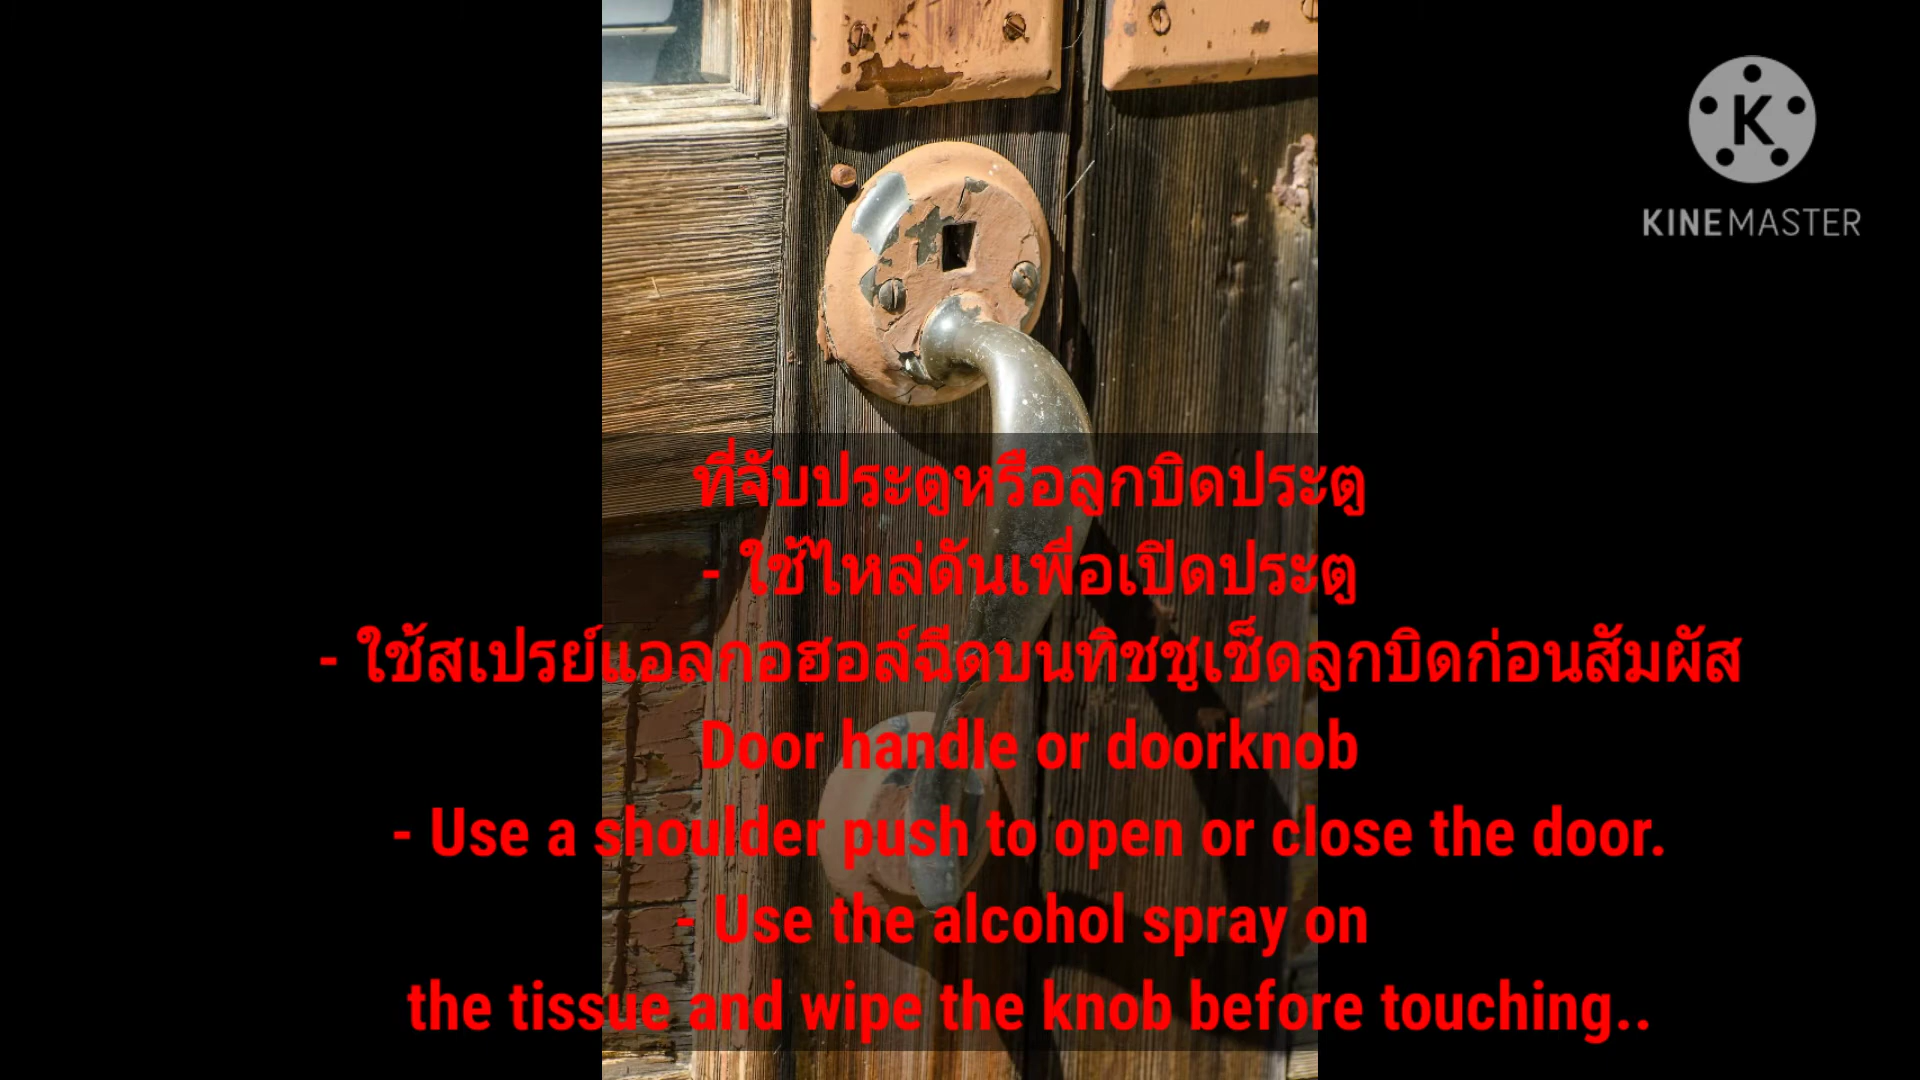 K
KINEMASTER
ที่จับประตูหรือลูกบิดประตู
- ใช้ไหล่ดันเพื่อเปิดประตู
- ใช้สเปรย์แอลกอฮอล์ฉีดบนทิชชูเช็ดลูกบิดก่อนสัมผัส
Door handle or doorknob
- Use a shoulder push to open or close the door.
- Use the alcohol spray on
the tissue and wipe the knob before touching..